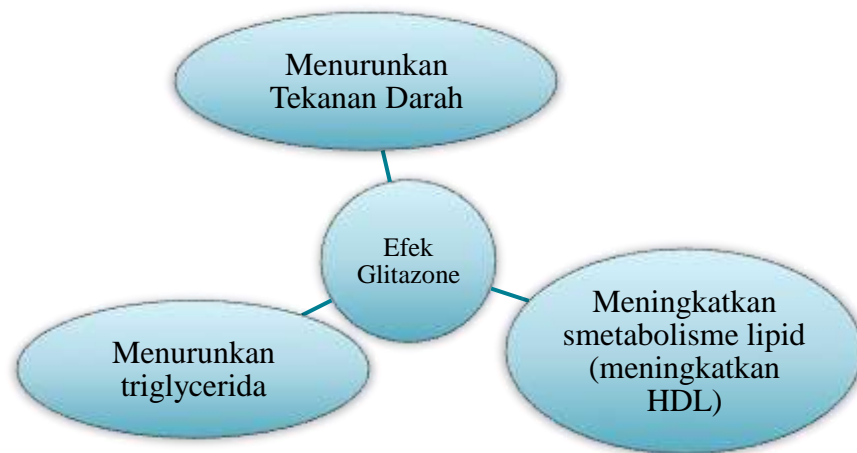 Menurunkan
Tekanan Darah
Efek
Glitazone
Menurunkan
triglycerida
Meningkatkan
smetabolisme lipid
(meningkatkan
HDL)